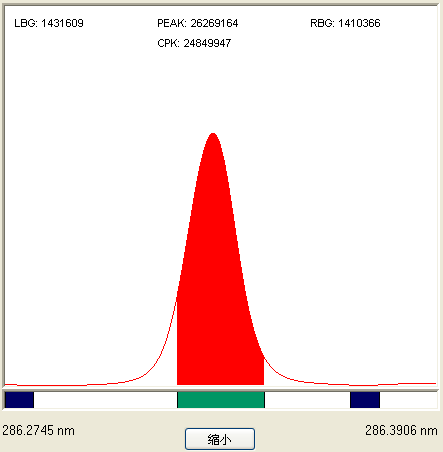 LBG: 1431609 PEAK: 26269164 RBG: 1410366
CPK: 24849947
286.2745 nm 286.3906 nm
缩小